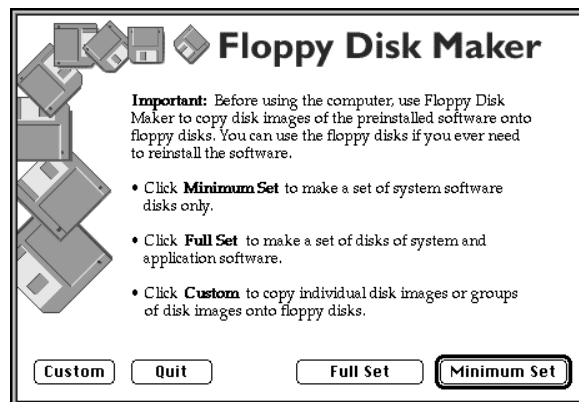 Floppy Disk Maker
Important: Before using the computer, use Floppy Disk
Maker to copy disk images of the preinstalled software onto
floppy disks. You can use the floppy disks if you ever need
to reinstall the software.
• Click Minimum Set to make a set of system software
disks only.
• Click Full Set to make a set of disks of system and
application software.
• Click Custom to copy individual disk images or groups
of disk images onto floppy disks.
Custom Quit Full Set Minimum Set